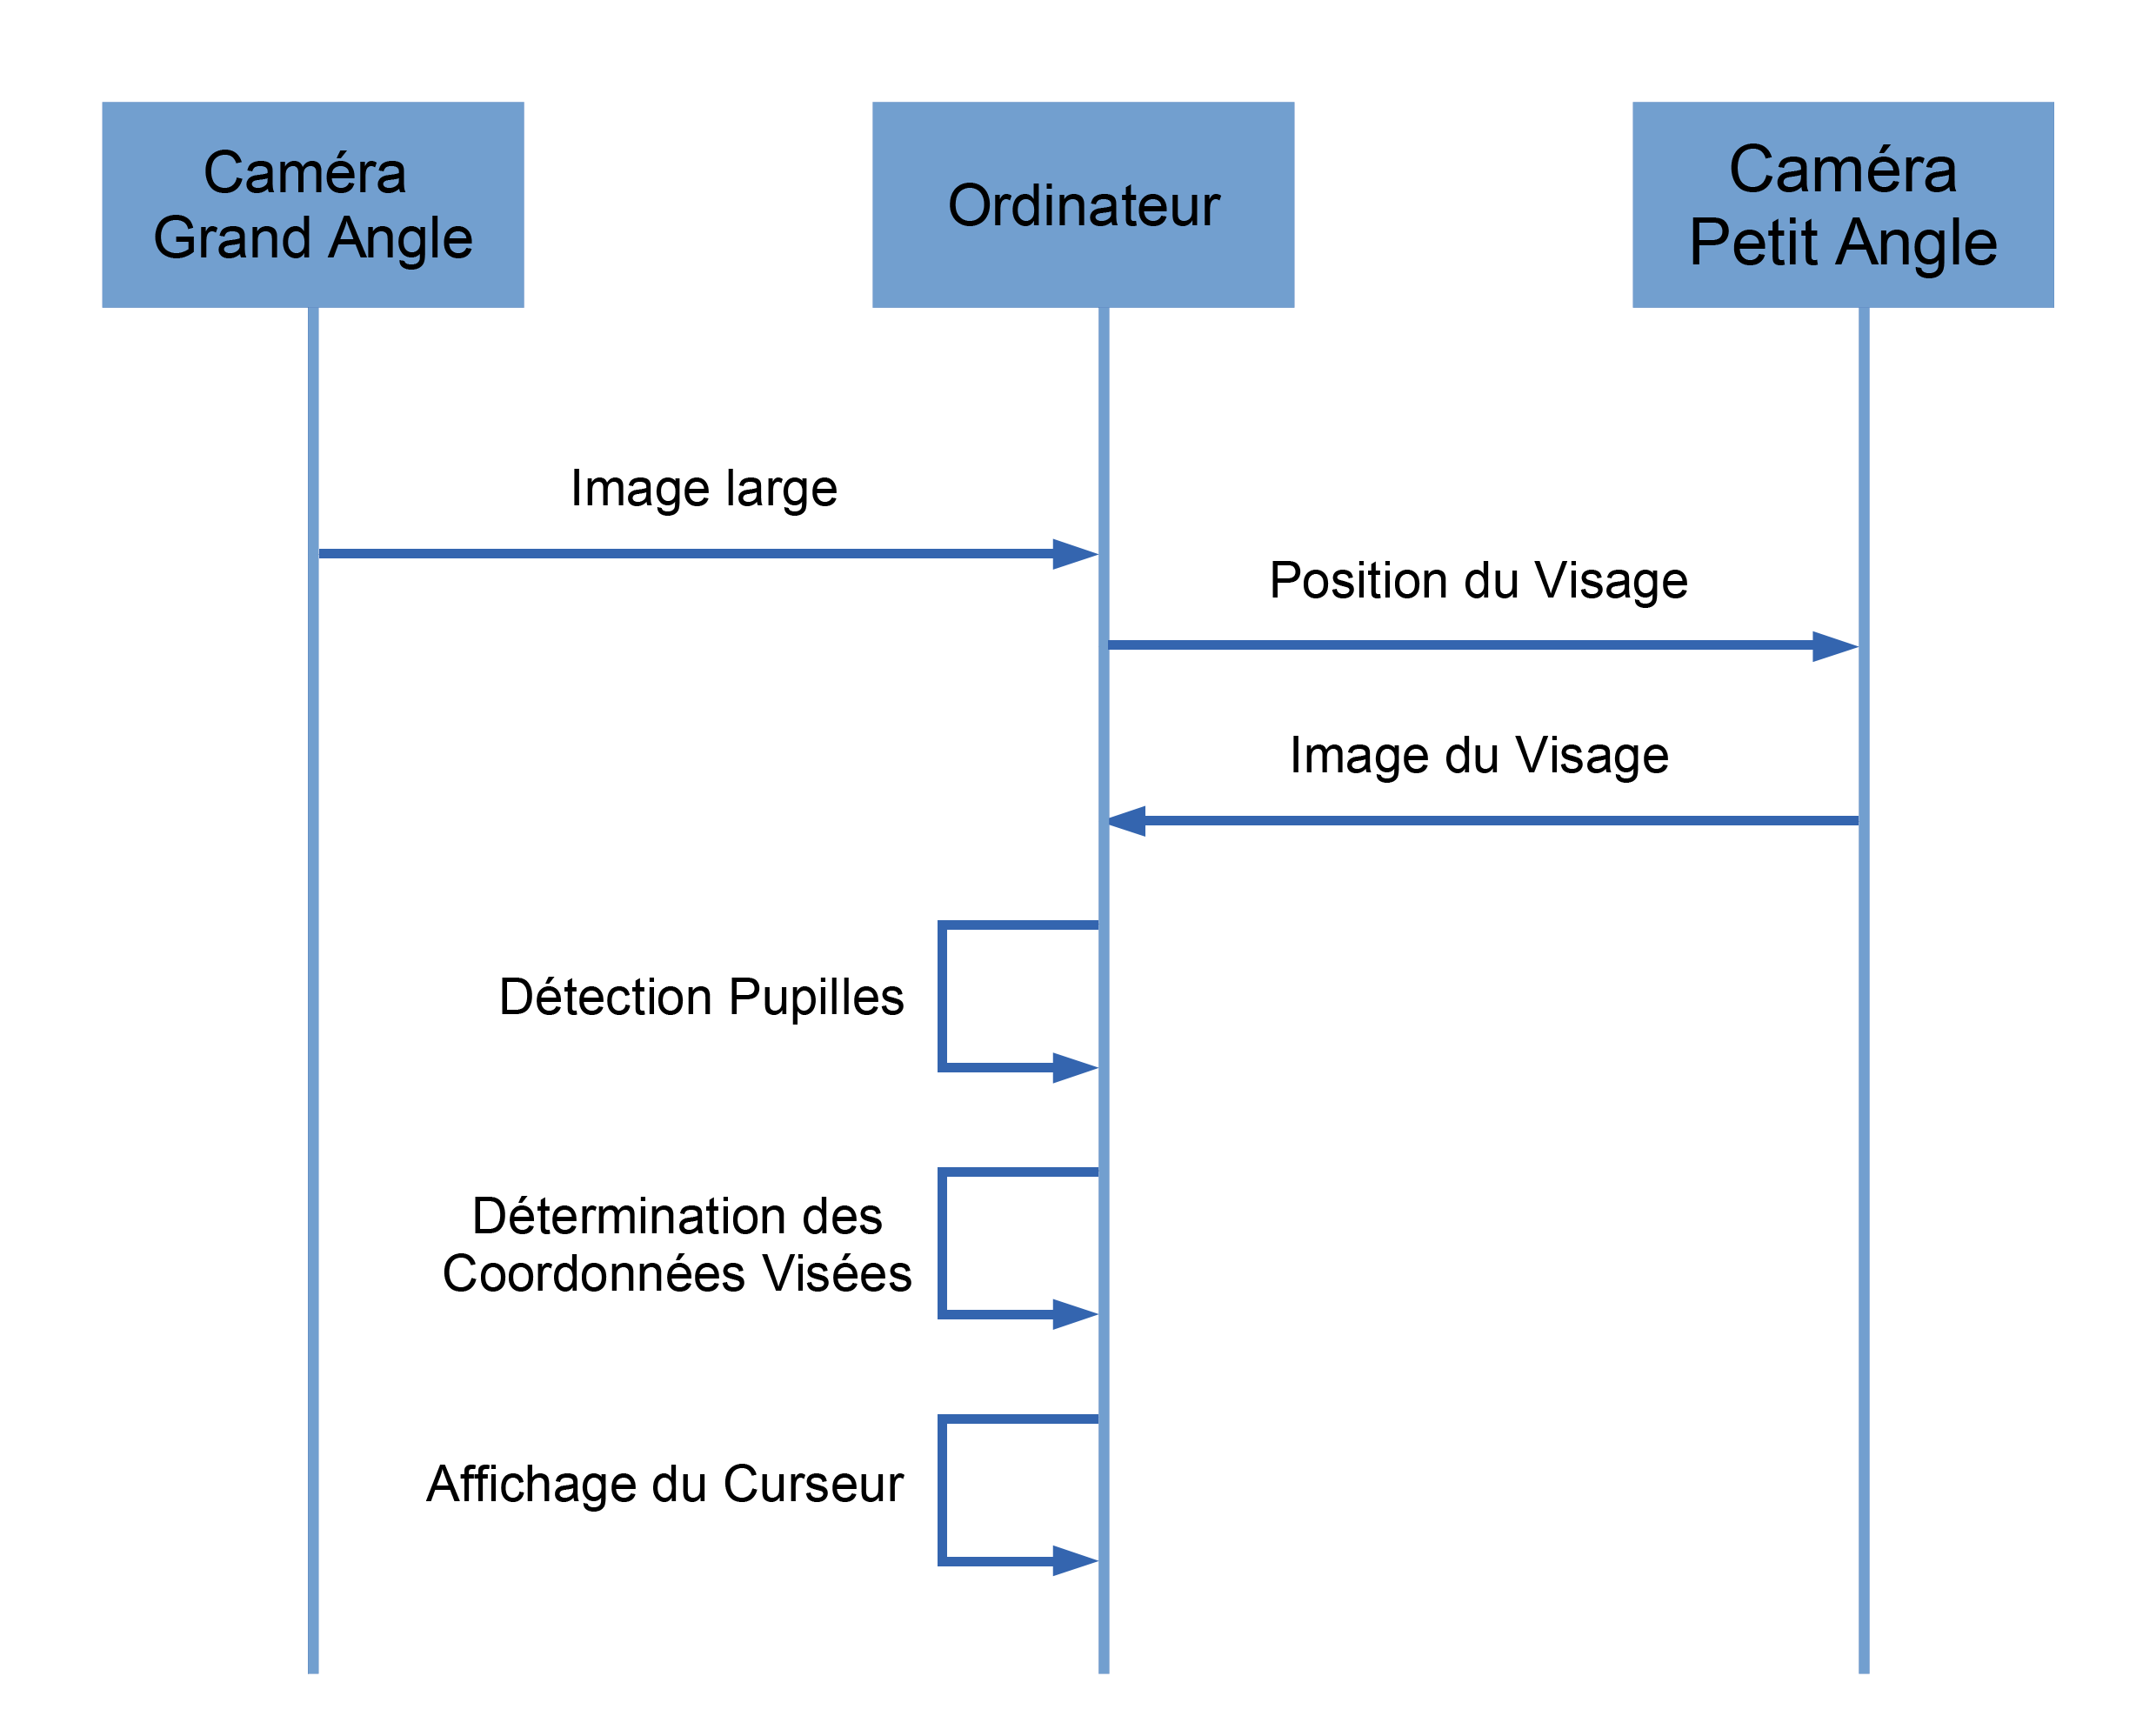 Caméra
Grand Angle
Ordinateur
Caméra
Petit Angle
Image large
Position du Visage
Image du Visage
Détection Pupilles
Détermination des
Coordonnées Visées
Affichage du Curseur